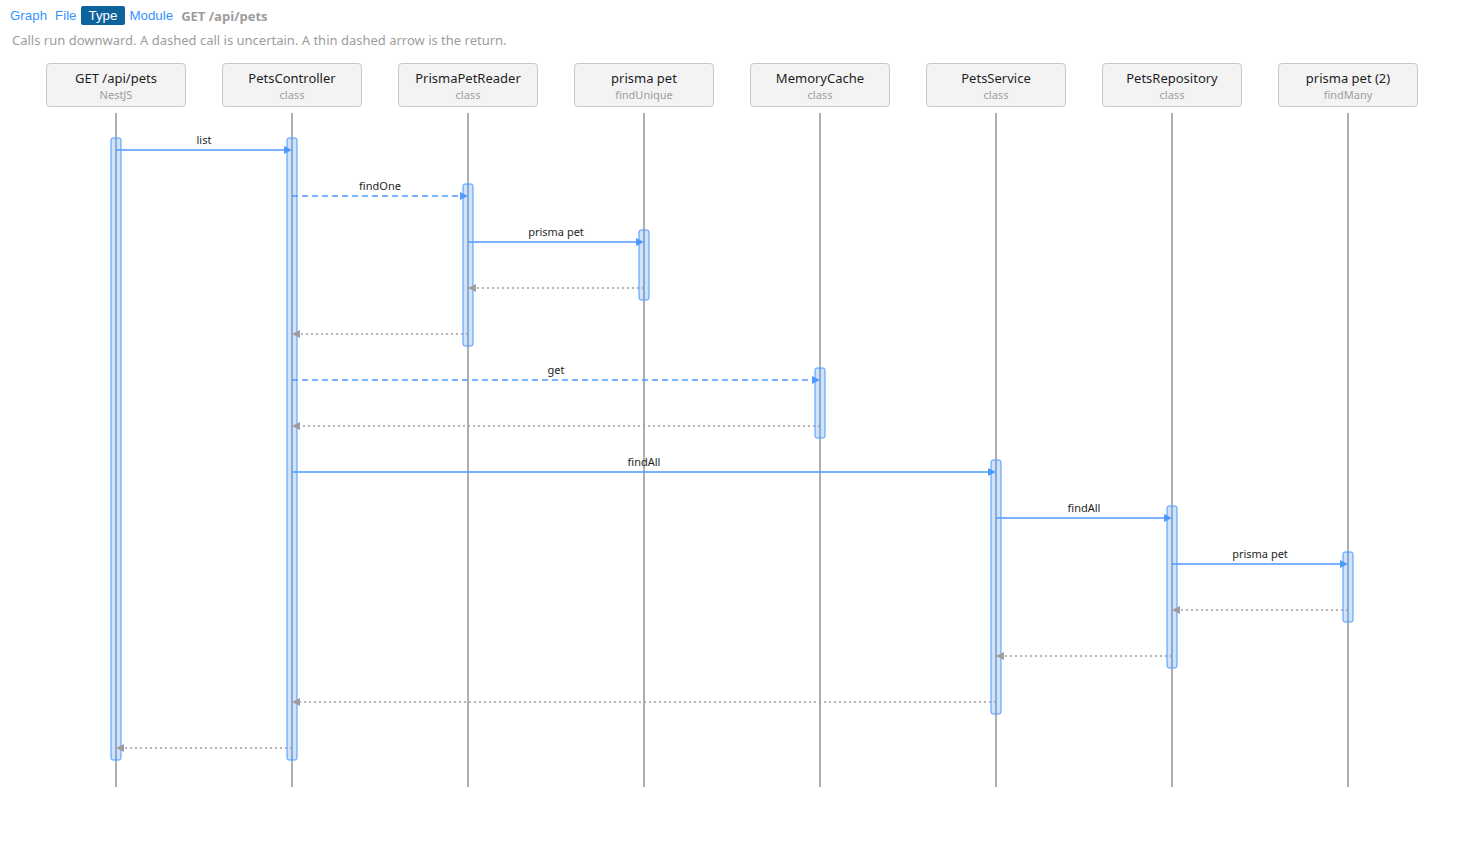 Graph File Type Module GET /api/pets
Calls run downward. A dashed call is uncertain. A thin dashed arrow is the return.
GET /api/pets PetsController PrismaPetReader prisma pet MemoryCache PetsService PetsRepository prisma pet (2)
NestJS class class findUnique class class class findMany
list
findOne
prisma pet
get
findAll
findAll
prisma pet